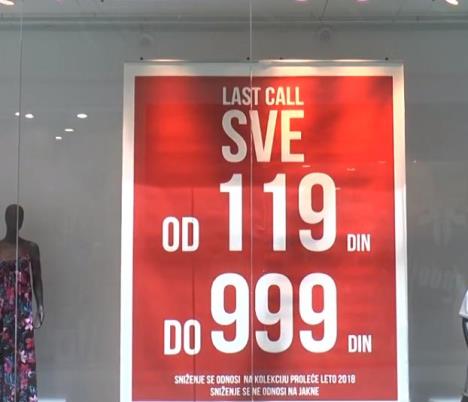 LAST CALL
SVE
OD 119 DIN
DO 999 DIN
SNIŽENJE SE ODNOSI NA KOLEKCIJU PROLEĆE LETO 2018
SNIŽENJE SE NE ODNOSI NA JAKNE